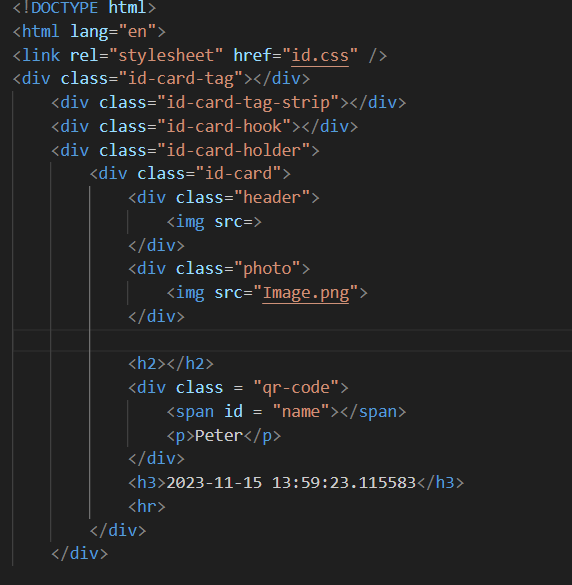 <!DOCTYPE html>
<html lang="en">
<link rel="stylesheet" href="id.css" />
<div class="id-card-tag"></div>
<div class="id-card-tag-strip"></div>
<div class="id-card-hook"></div>
<div class="id-card-holder">
<div class="id-card">
<div class="header">
<img src=>
</div>
<div class="photo">
<img src="Image.png">
</div>
<h2></h2>
<div class = "qr-code">
<span id = "name"></span>
<p>Peter</p>
</div>
<h3>2023-11-15 13:59:23.115583</h3>
<hr>
</div>
</div>